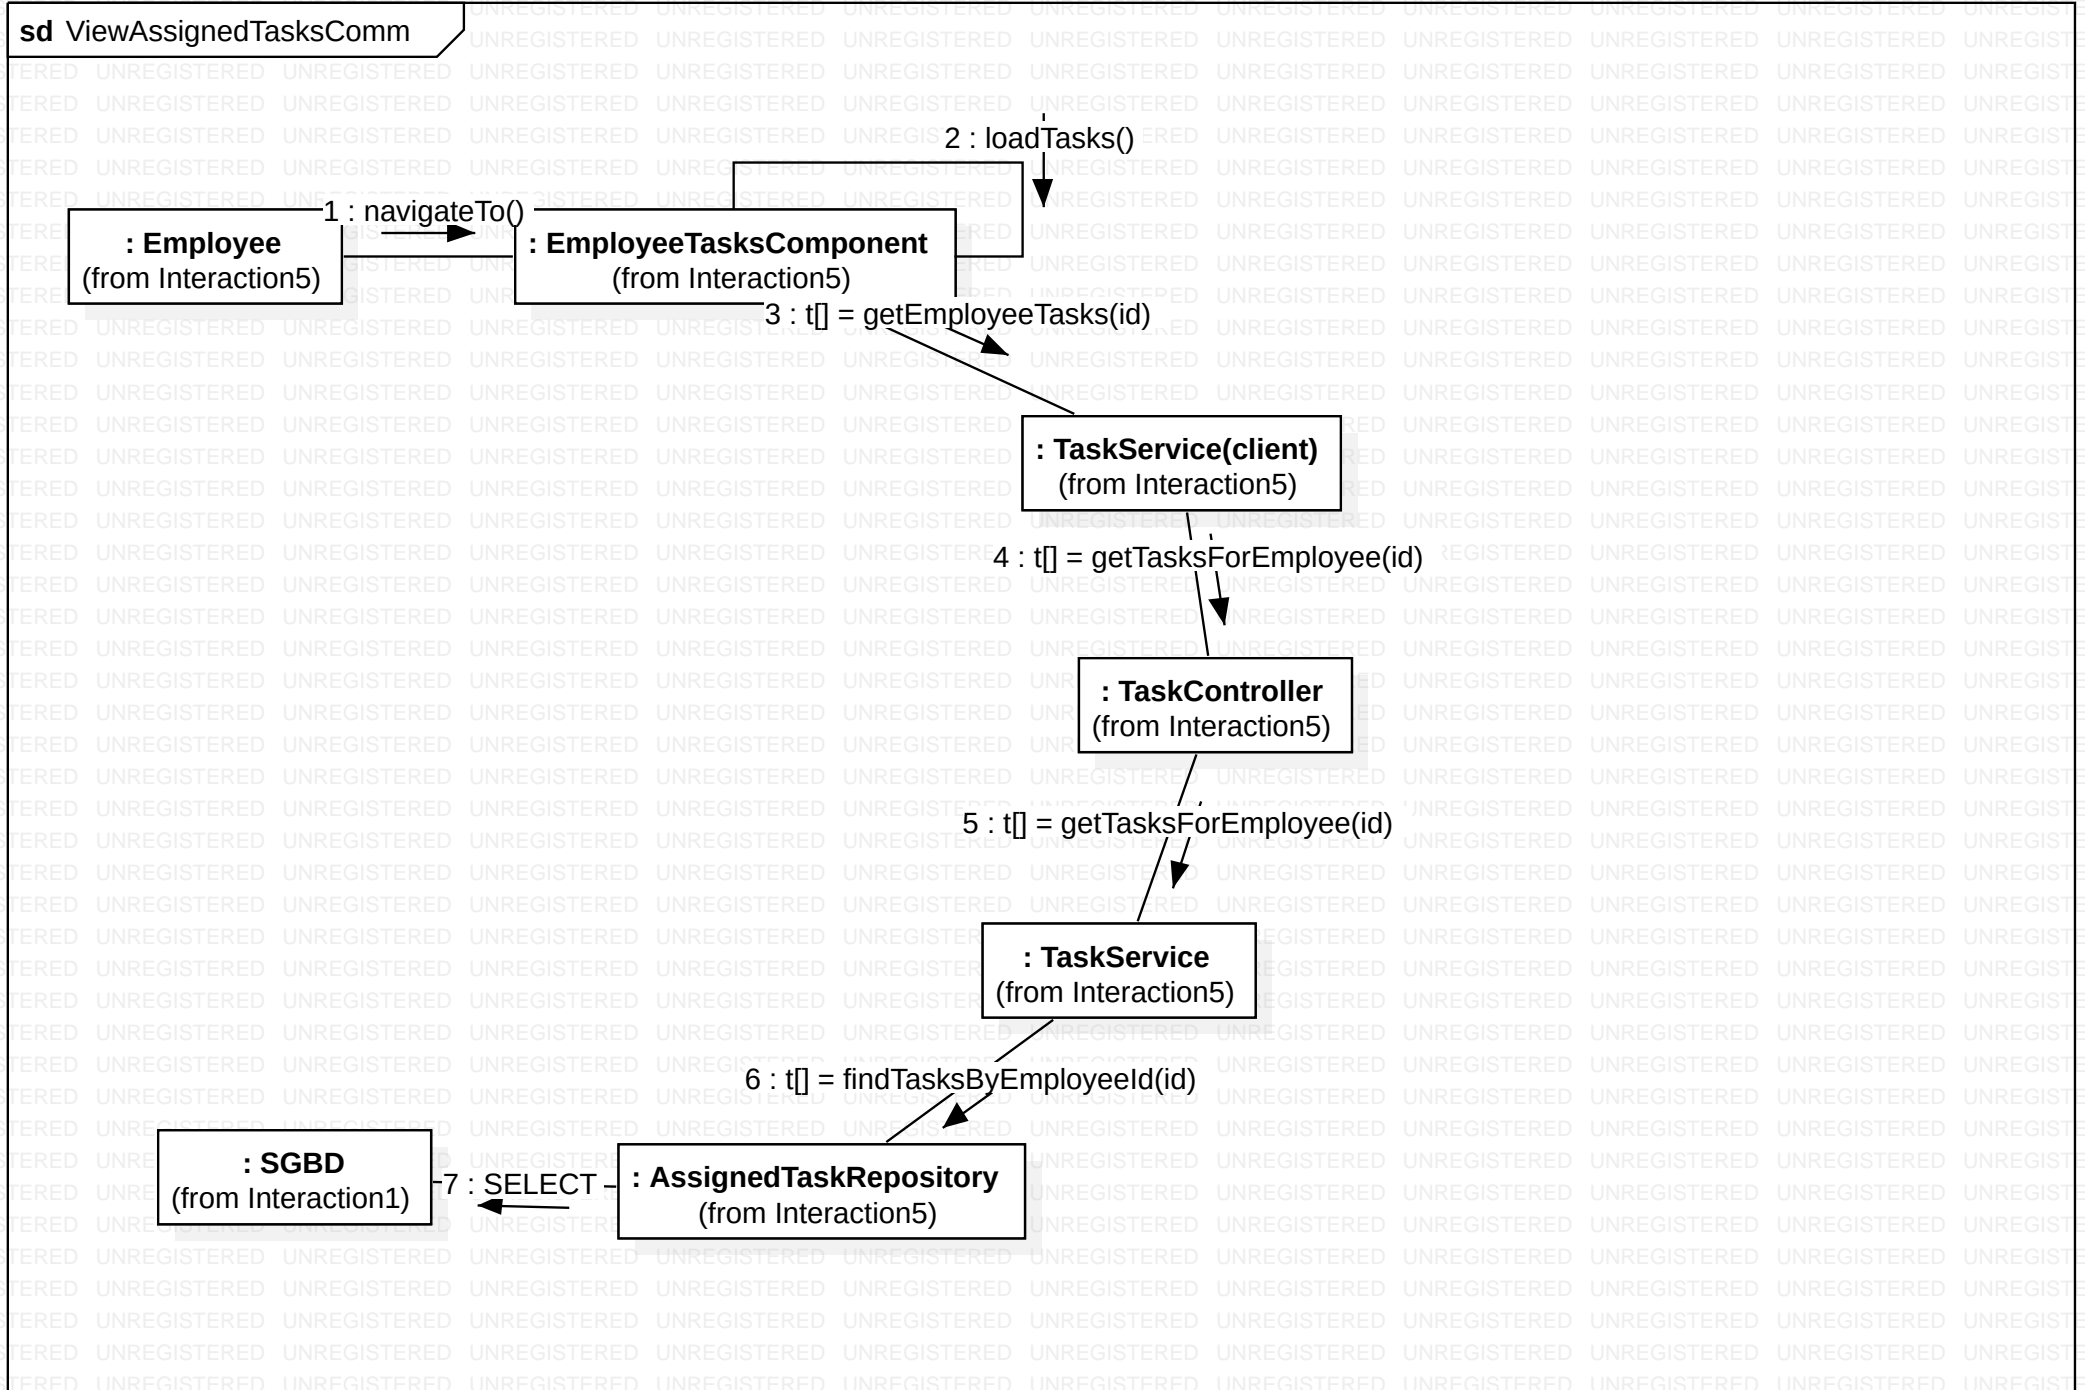 sd ViewAssignedTasksComm
2 : loadTasks()
1 : navigateTo()
: Employee
(from Interaction5)
: EmployeeTasksComponent
(from Interaction5)
3 : t[] = getEmployeeTasks(id)
: TaskService(client)
(from Interaction5)
4 : t[] = getTasksForEmployee(id)
: TaskController
(from Interaction5)
5 : t[] = getTasksForEmployee(id)
: TaskService
(from Interaction5)
6 : t[] = findTasksByEmployeeId(id)
: SGBD
(from Interaction1)
7 : SELECT
: AssignedTaskRepository
(from Interaction5)
UNREGISTERED